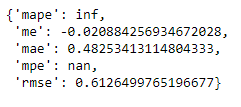 {'mape': inf,
'me': -0.020884256934672028,
'mae': 0.48253413114804333,
'mpe': nan,
'rmse': 0.6126499765196677}